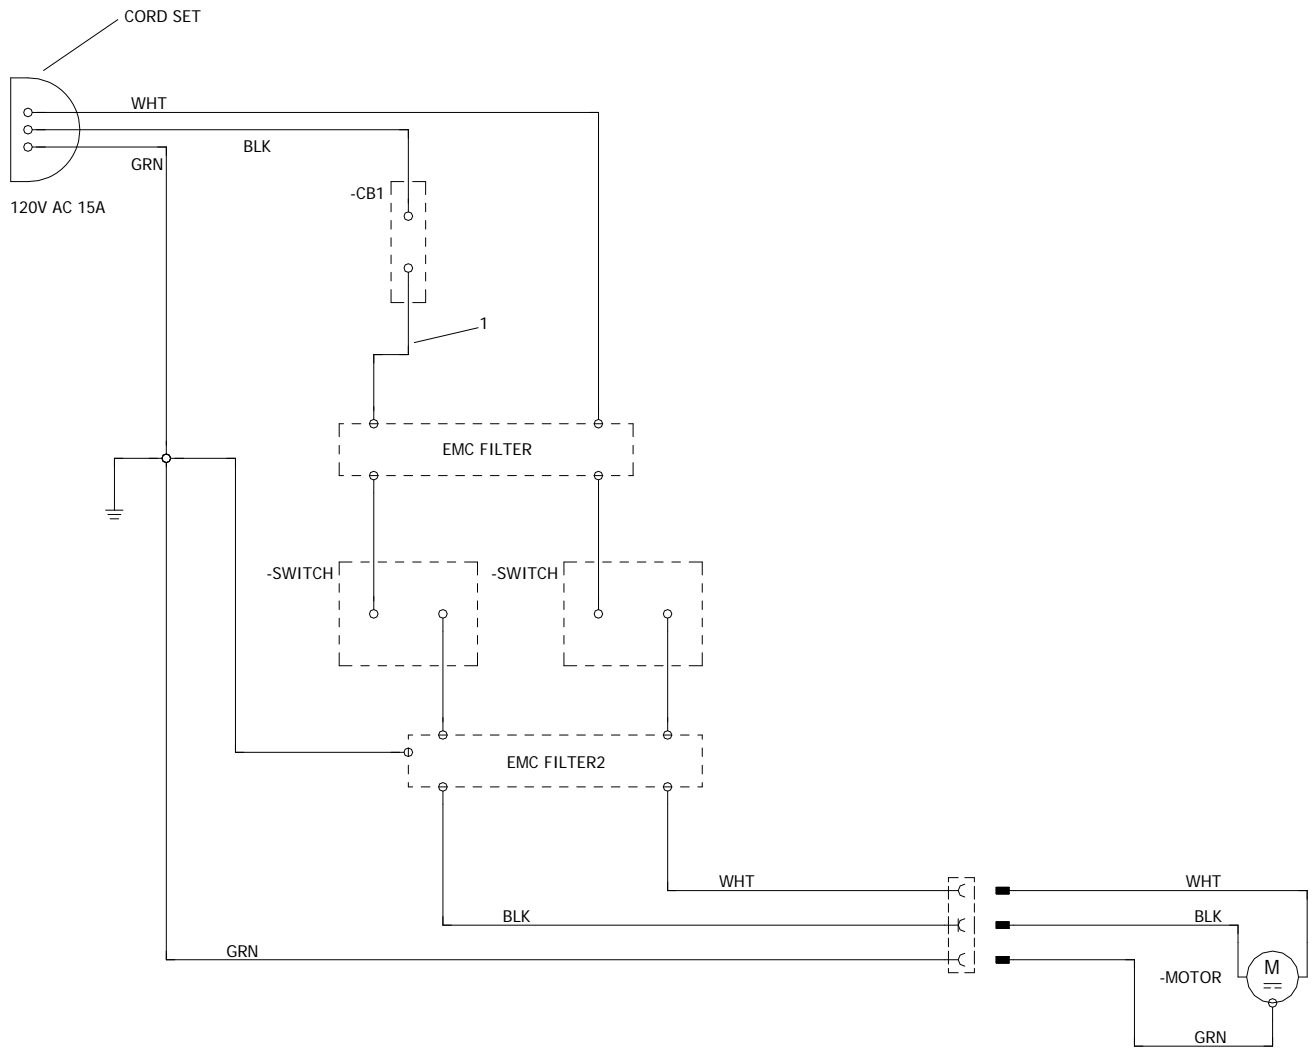 CORD SET
WHT
BLK
GRN
-CB1
120V AC 15A
1
EMC FILTER
-SWITCH
-SWITCH
EMC FILTER2
WHT
WHT
BLK
BLK
GRN
M
-MOTOR
GRN